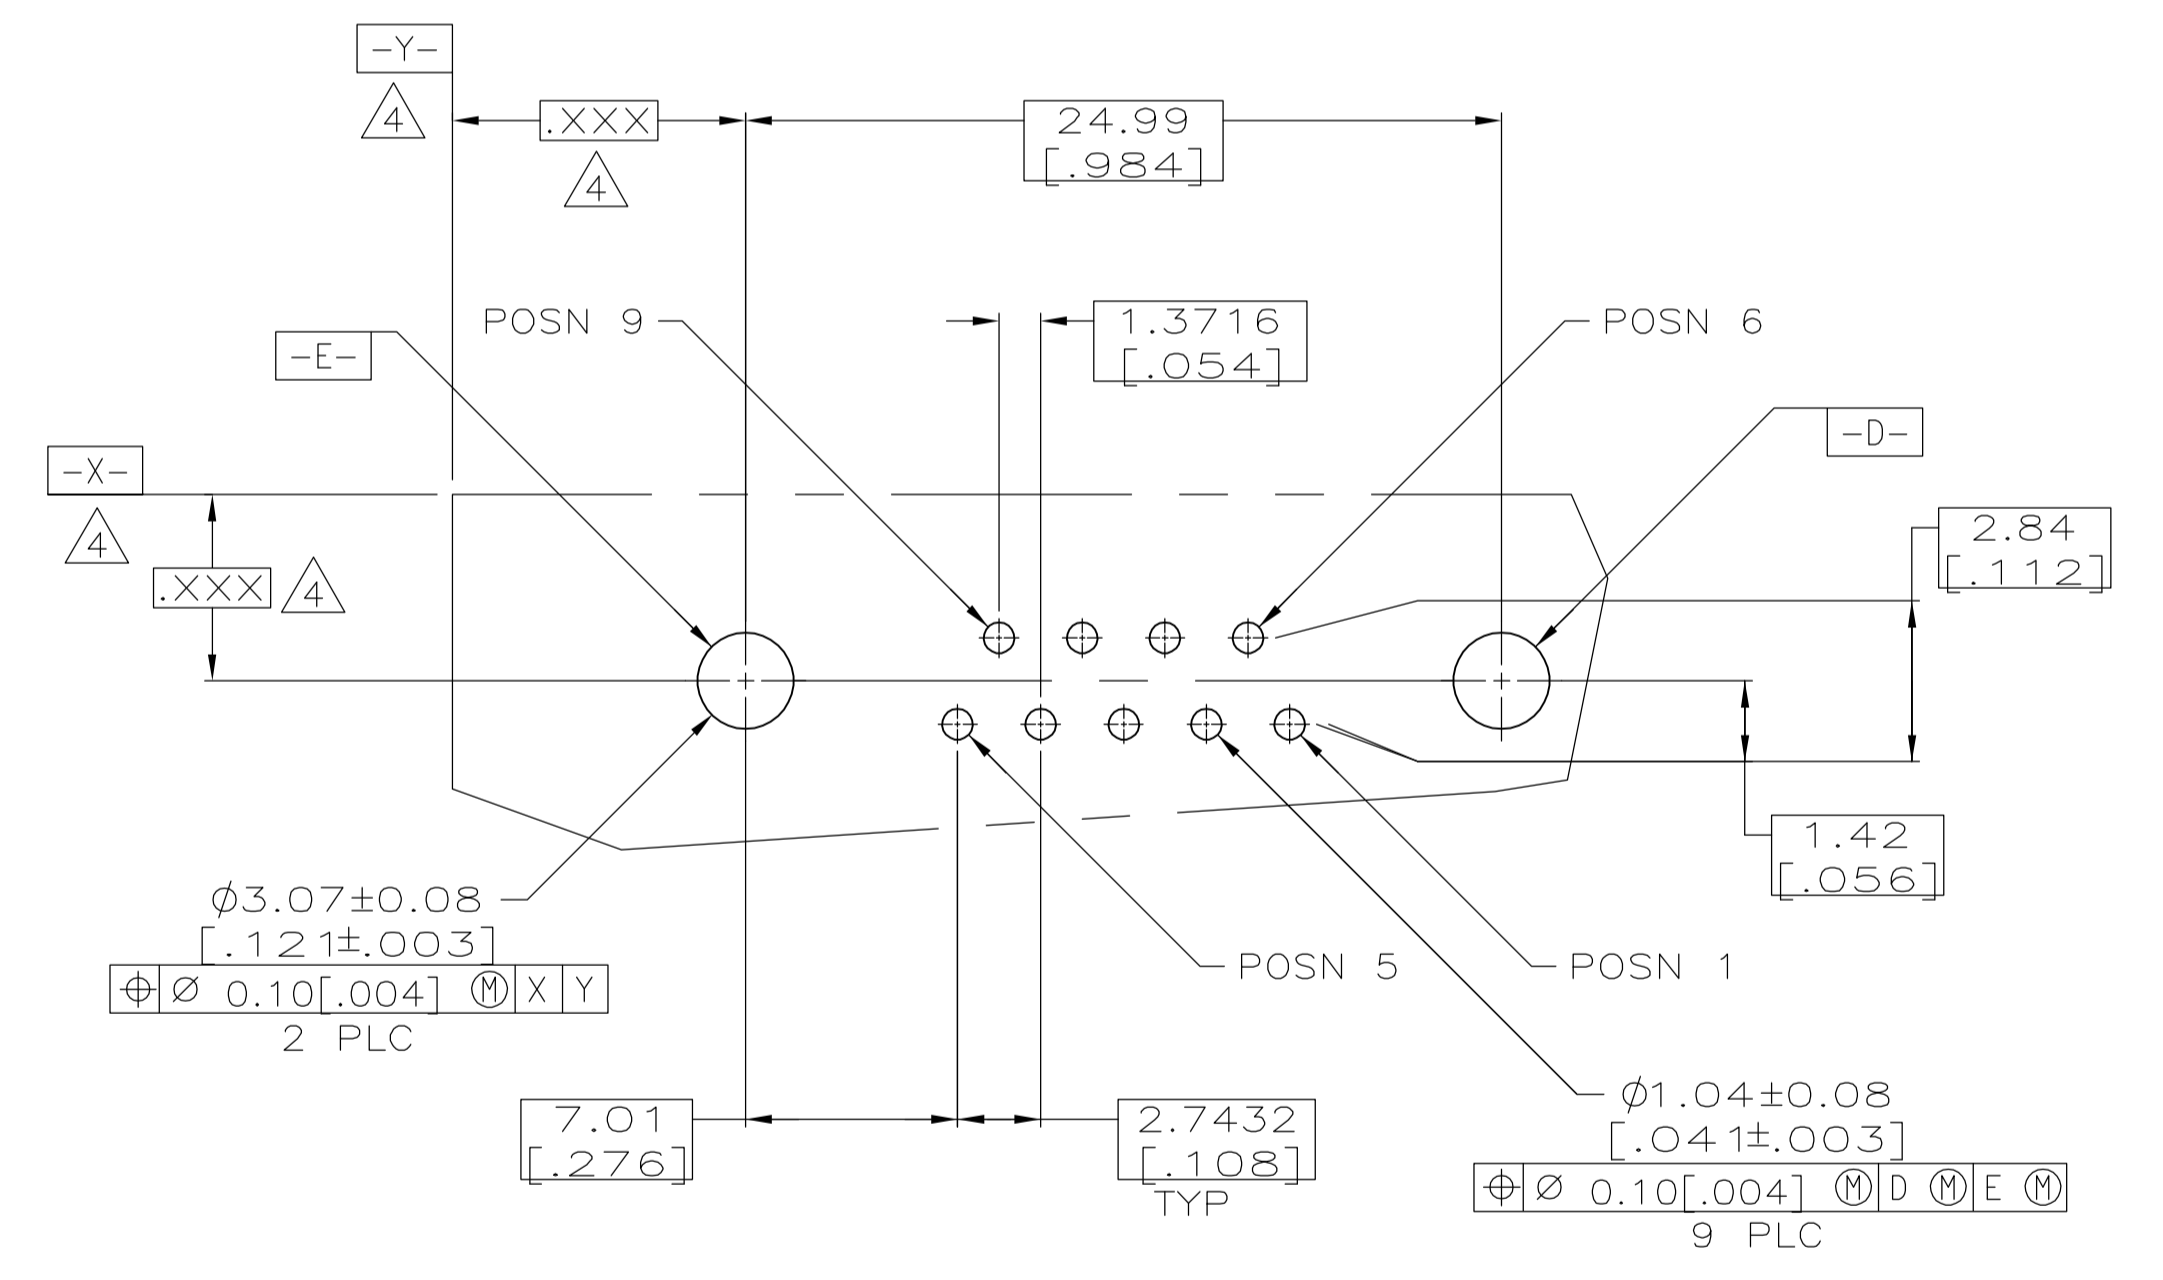 -Y-
4
.XXX
4
24.99
[.984]
POSN 9
1.3716
[.054]
POSN 6
-E-
-D-
-X-
4
.XXX
4
2.84
[.112]
1.42
[.056]
⌀3.07±0.08
[.121±.003]
⌖ ⌀ 0.10[.004] Ⓜ X Y
2 PLC
POSN 5
POSN 1
7.01
[.276]
2.7432
[.108]
TYP
⌀1.04±0.08
[.041±.003]
⌖ ⌀ 0.10[.004] Ⓜ D Ⓜ E Ⓜ
9 PLC